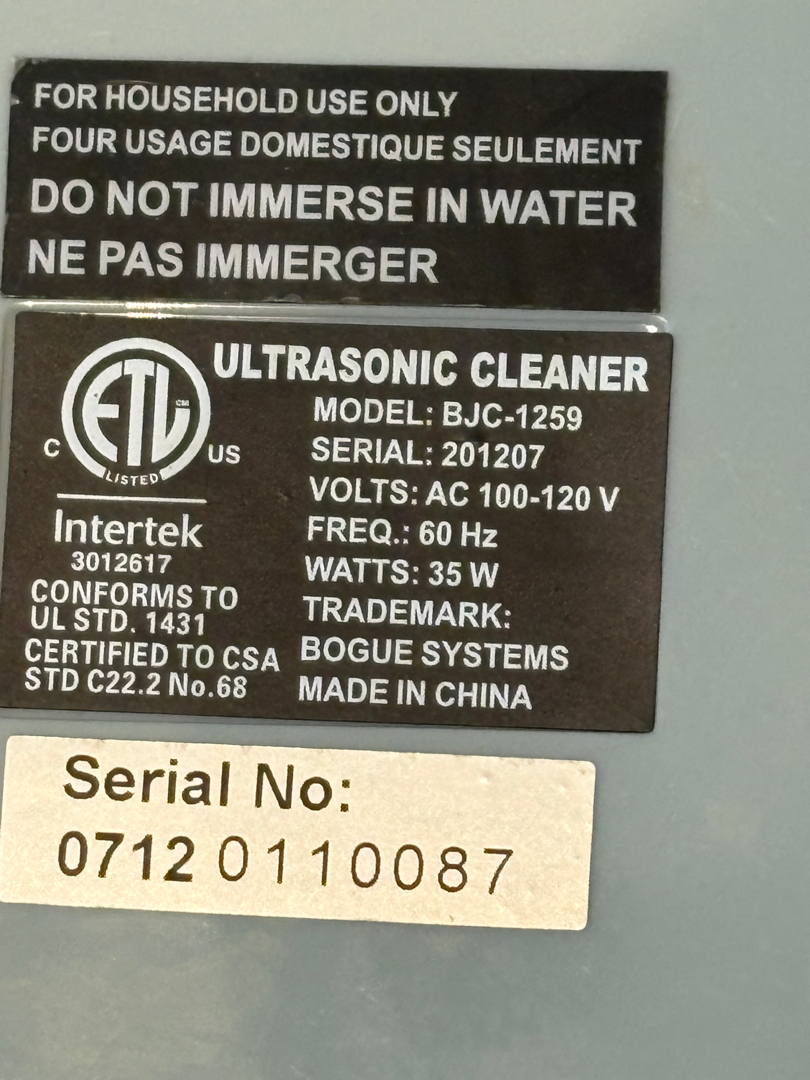 FOR HOUSEHOLD USE ONLY
FOUR USAGE DOMESTIQUE SEULEMENT
DO NOT IMMERSE IN WATER
NE PAS IMMERGER
ETL CM
C US
LISTED
Intertek
3012617
CONFORMS TO
UL STD. 1431
CERTIFIED TO CSA
STD C22.2 No.68
ULTRASONIC CLEANER
MODEL: BJC-1259
SERIAL: 201207
VOLTS: AC 100-120 V
FREQ.: 60 Hz
WATTS: 35 W
TRADEMARK:
BOGUE SYSTEMS
MADE IN CHINA
Serial No:
0712 0110087